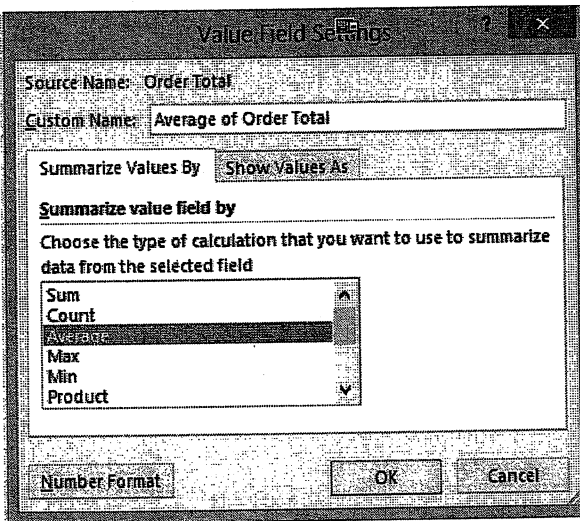 Value Field Settings
?
Source Name: Order Total
Custom Name: Average of Order Total
Summarize Values By Show Values As
Summarize value field by
Choose the type of calculation that you want to use to summarize
data from the selected field
Sum
Count
Average
Max
Min
Product
Number Format OK Cancel